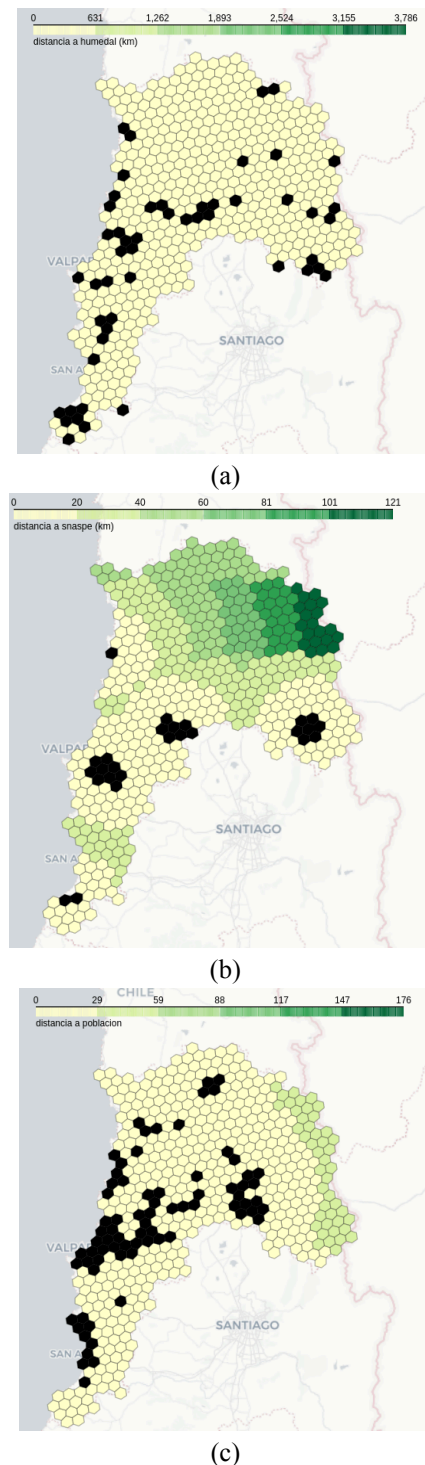 0 631 1,262 1,893 2,524 3,155 3,786
distancia a humedal (km)
VALPAR
SANTIAGO
SAN A
(a)
0 20 40 60 81 101 121
distancia a snaspe (km)
VALPA
SANTIAGO
SAN A
(b)
0 29 59 88 117 147 176
CHILE
distancia a poblacion
VALPA
SANTIAGO
SAN A
(c)